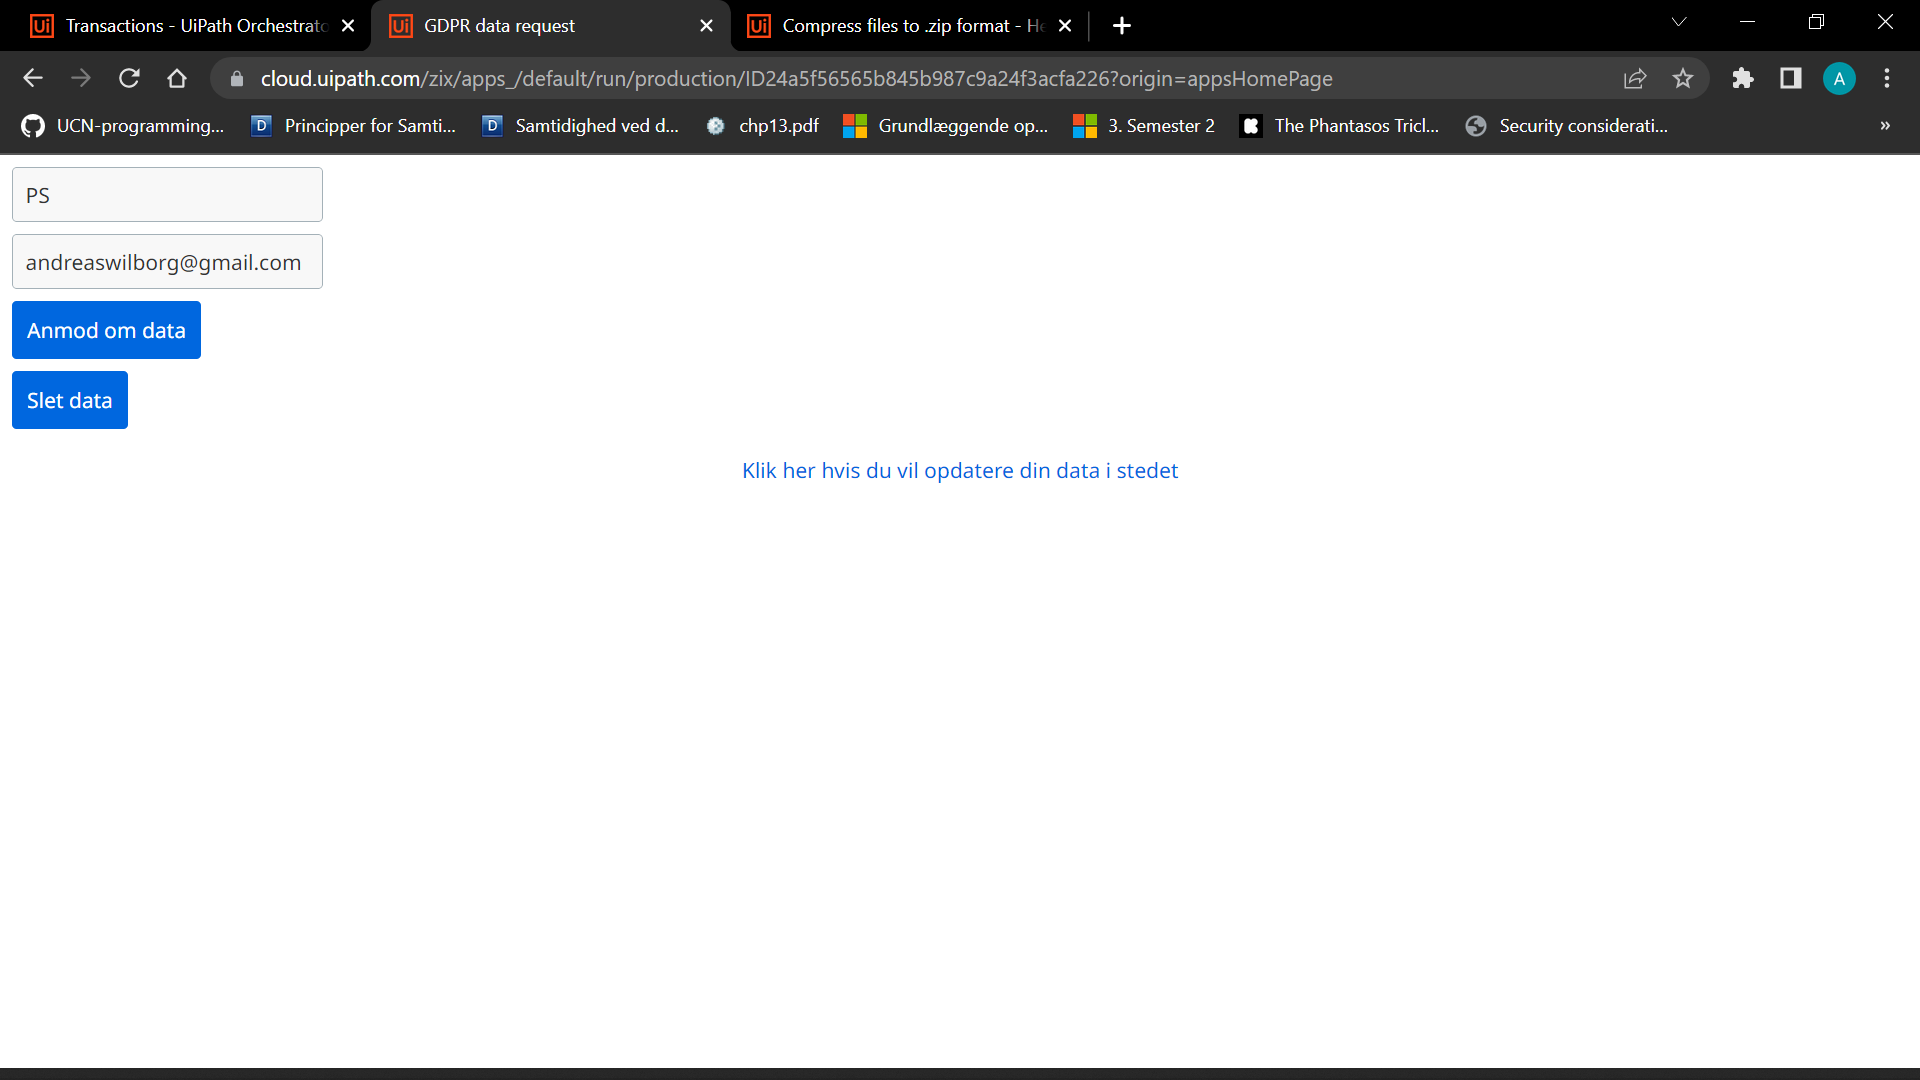 Transactions - UiPath Orchestrato
GDPR data request
Compress files to .zip format - He
cloud.uipath.com/zix/apps_/default/run/production/ID24a5f56565b845b987c9a24f3acfa226?origin=appsHomePage
A
UCN-programming...
Principper for Samti...
Samtidighed ved d...
chp13.pdf
Grundlæggende op...
3. Semester 2
The Phantasos Tricl...
Security considerati...
»
PS
andreaswilborg@gmail.com
Anmod om data
Slet data
Klik her hvis du vil opdatere din data i stedet